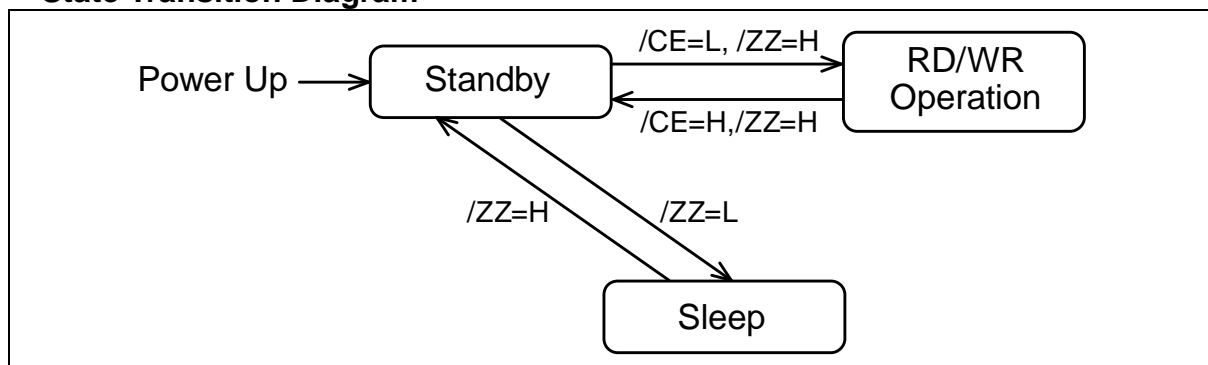 State Transition Diagram
/CE=L, /ZZ=H
Power Up
Standby
RD/WR
Operation
/CE=H,/ZZ=H
/ZZ=H
/ZZ=L
Sleep